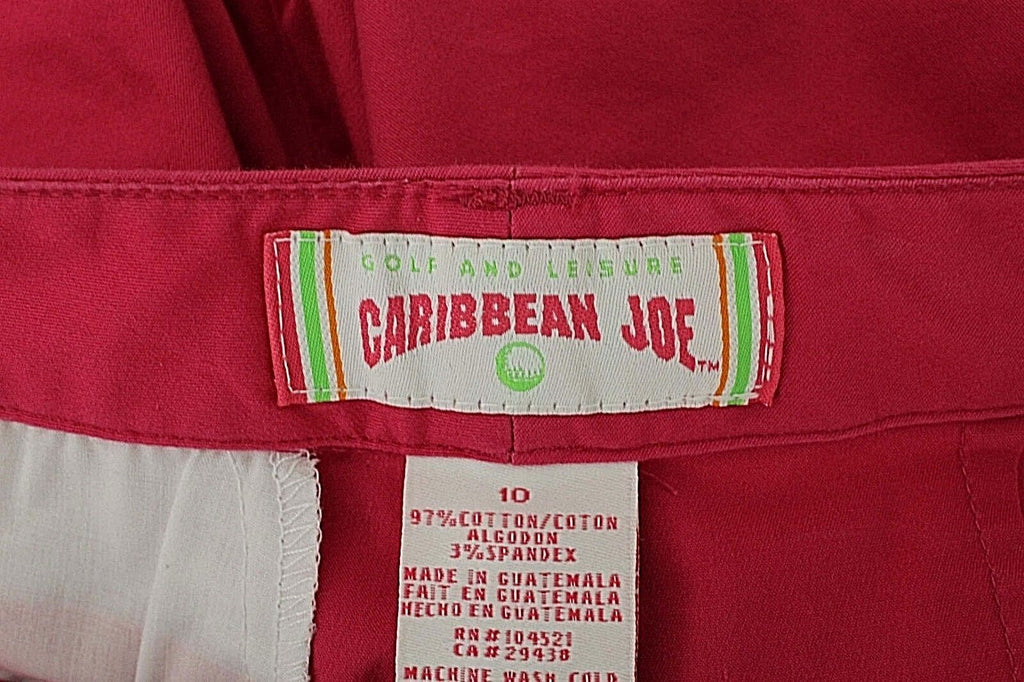 GOLF AND LEISURE
CARIBBEAN JOE™
10
97%COTTON/COTON
ALGODON
3%SPANDEX
MADE IN GUATEMALA
FAIT EN GUATEMALA
HECHO EN GUATEMALA
RN#104521
CA#29438
MACHINE WASH COLD